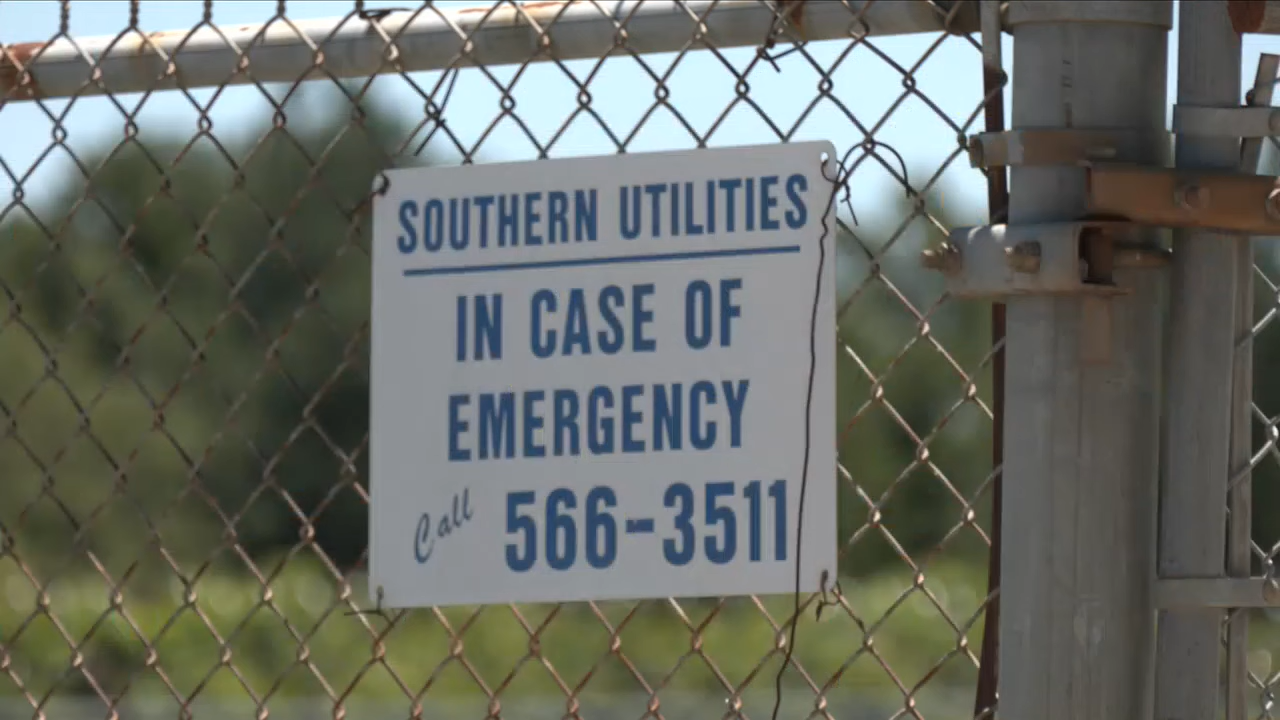 SOUTHERN UTILITIES
IN CASE OF
EMERGENCY
Call 566-3511